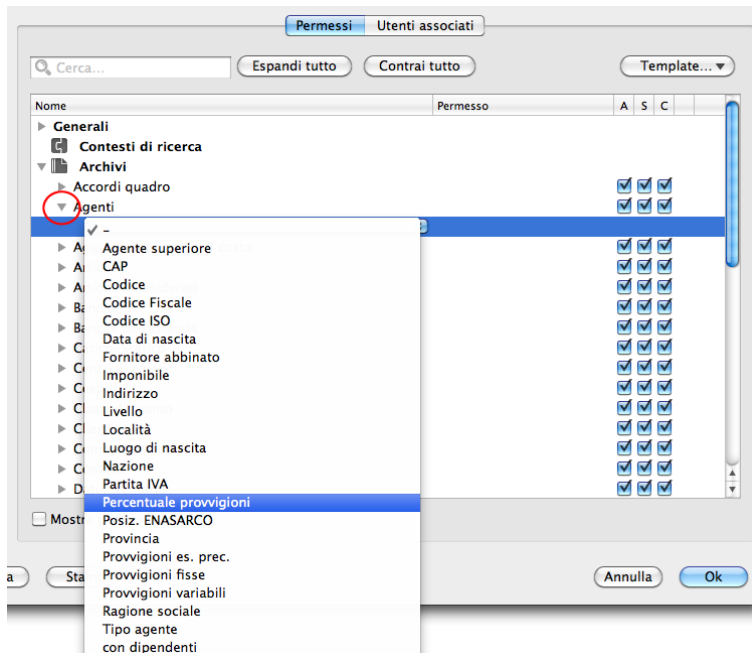 Permessi Utenti associati
Cerca... Espandi tutto Contrai tutto Template...
Nome Permesso A S C
Generali
Contesti di ricerca
Archivi
Accordi quadro
Agenti
–
Agente superiore
CAP
Codice
Codice Fiscale
Codice ISO
Data di nascita
Fornitore abbinato
Imponibile
Indirizzo
Livello
Località
Luogo di nascita
Nazione
Partita IVA
Percentuale provvigioni
Posiz. ENASARCO
Provincia
Provvigioni es. prec.
Provvigioni fisse
Provvigioni variabili
Ragione sociale
Tipo agente
con dipendenti
Annulla Ok